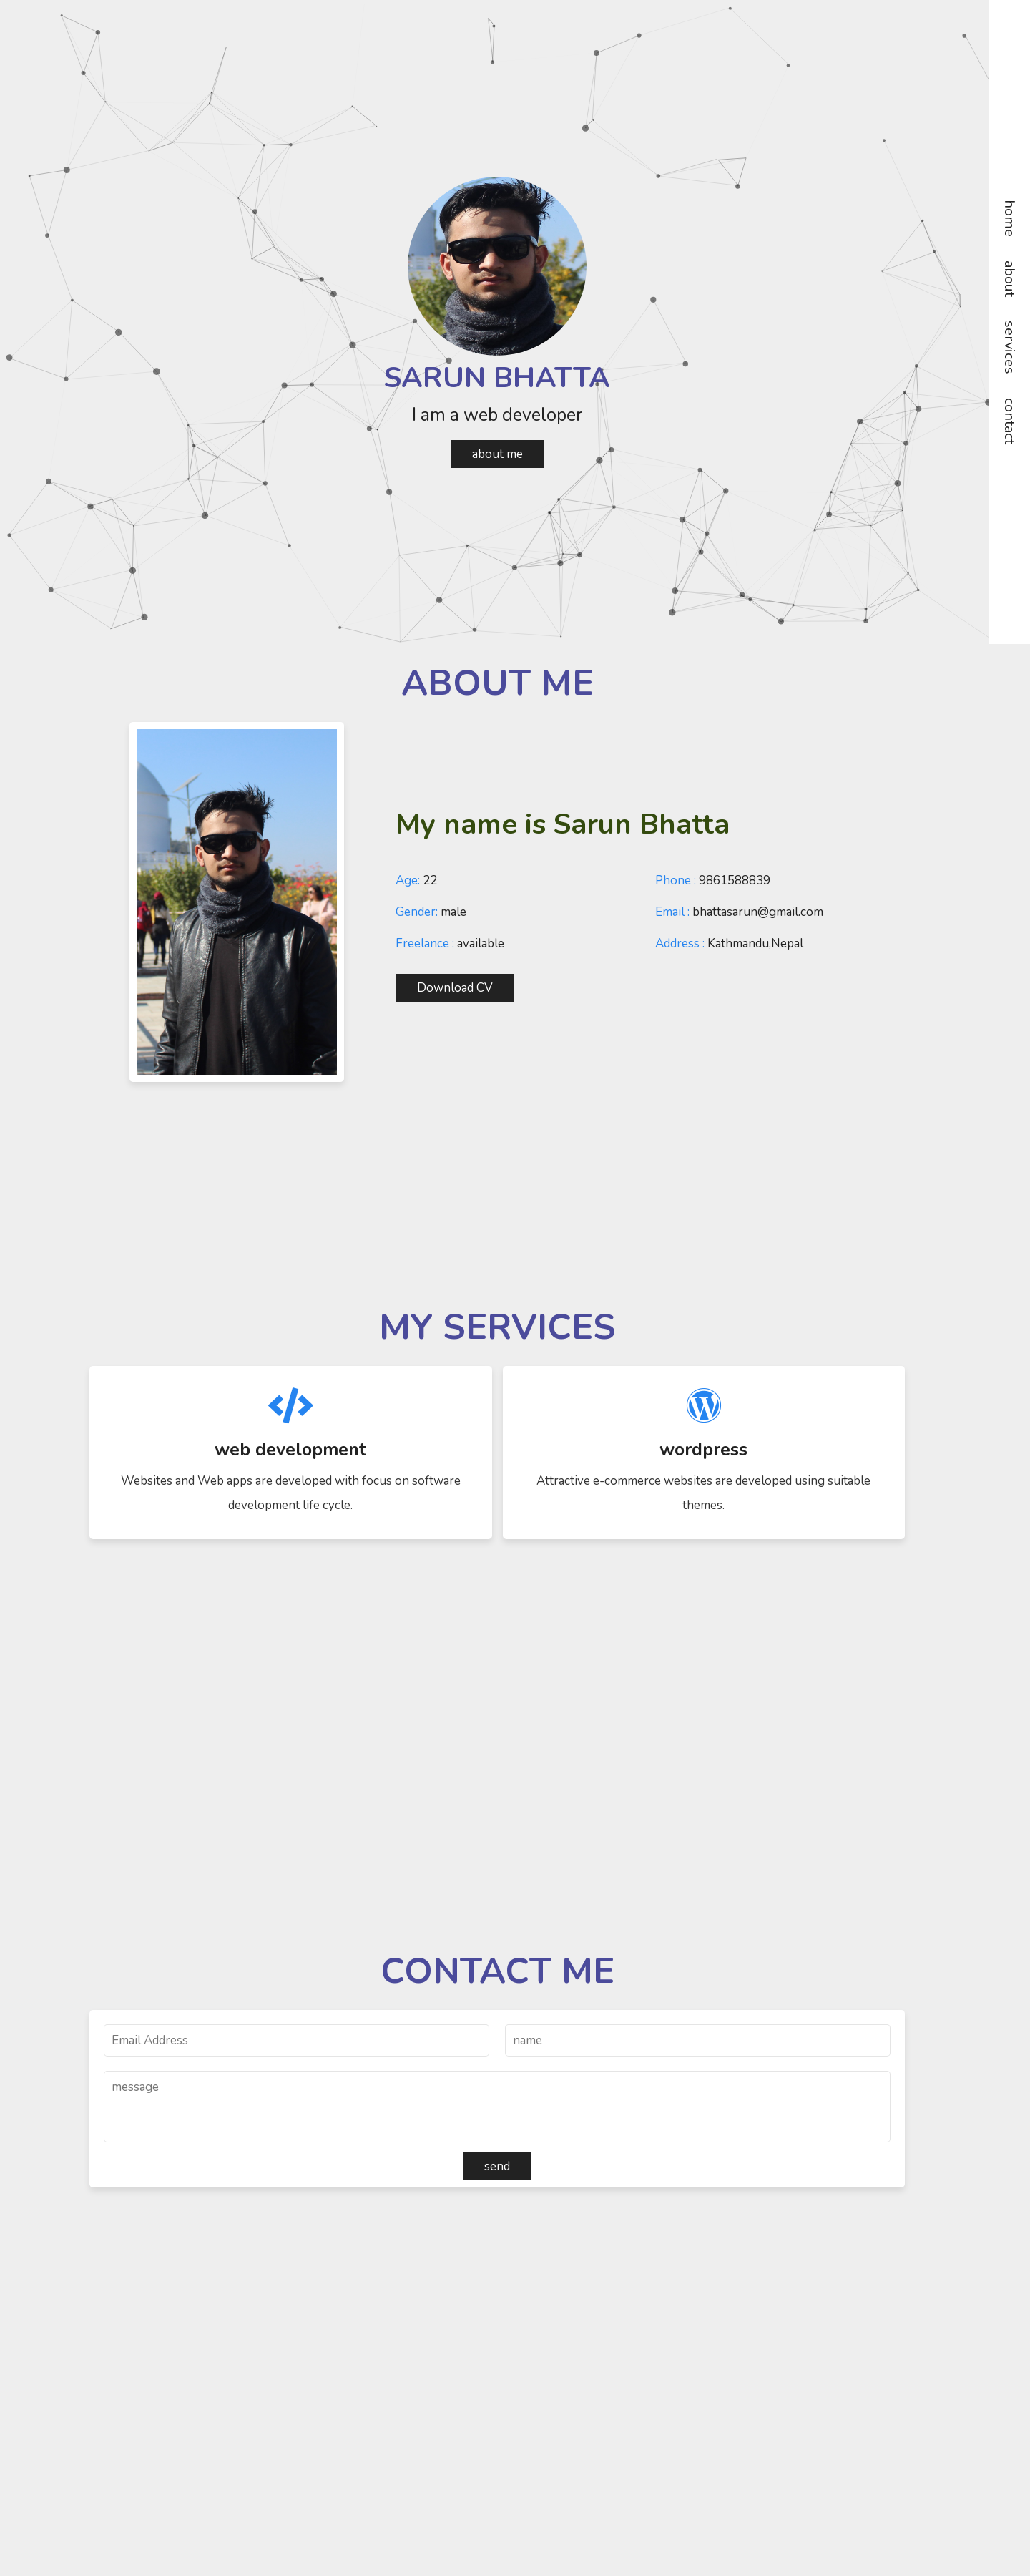 home
about
services
contact
SARUN BHATTA
I am a web developer
about me
ABOUT ME
My name is Sarun Bhatta
Age: 22
Phone : 9861588839
Gender: male
Email : bhattasarun@gmail.com
Freelance : available
Address : Kathmandu,Nepal
Download CV
MY SERVICES
web development
Websites and Web apps are developed with focus on software
development life cycle.
wordpress
Attractive e-commerce websites are developed using suitable
themes.
CONTACT ME
Email Address
name
message
send